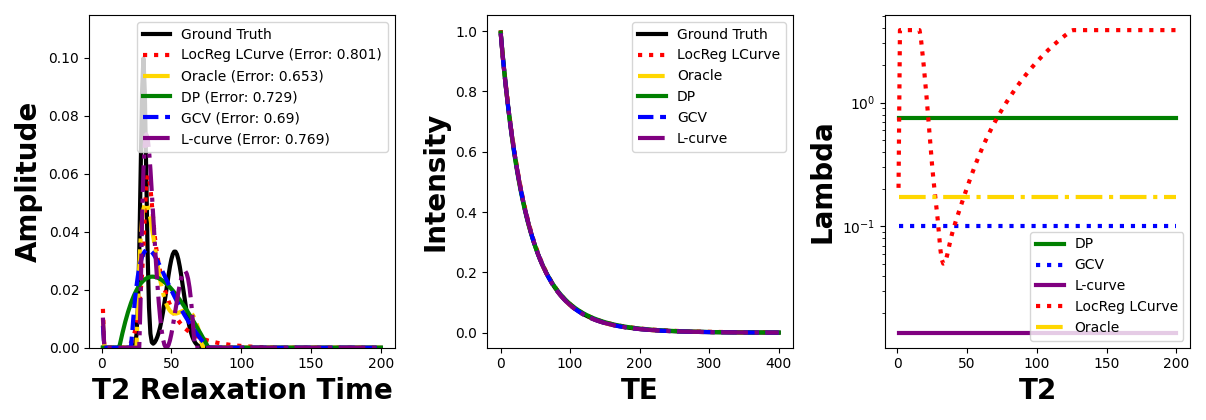 Amplitude
0.10
0.08
0.06
0.04
0.02
0.00
0
50
100
150
200
T2 Relaxation Time
Ground Truth
LocReg LCurve (Error: 0.801)
Oracle (Error: 0.653)
DP (Error: 0.729)
GCV (Error: 0.69)
L-curve (Error: 0.769)
Intensity
1.0
0.8
0.6
0.4
0.2
0.0
0
100
200
300
400
TE
Ground Truth
LocReg LCurve
Oracle
DP
GCV
L-curve
Lambda
10⁰
10⁻¹
0
50
100
150
200
T2
DP
GCV
L-curve
LocReg LCurve
Oracle